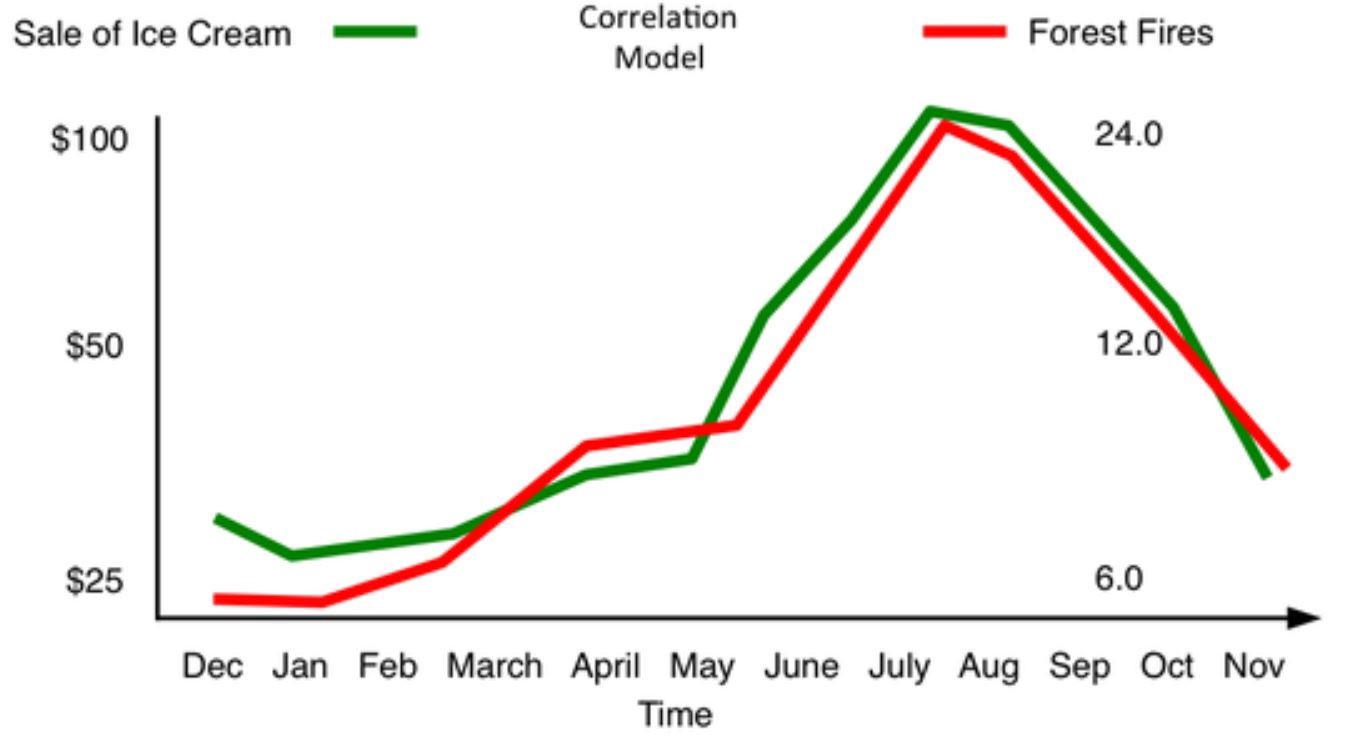 Sale of Ice Cream
Correlation
Model
Forest Fires
$100
24.0
$50
12.0
$25
6.0
Dec Jan Feb March April May June July Aug Sep Oct Nov
Time